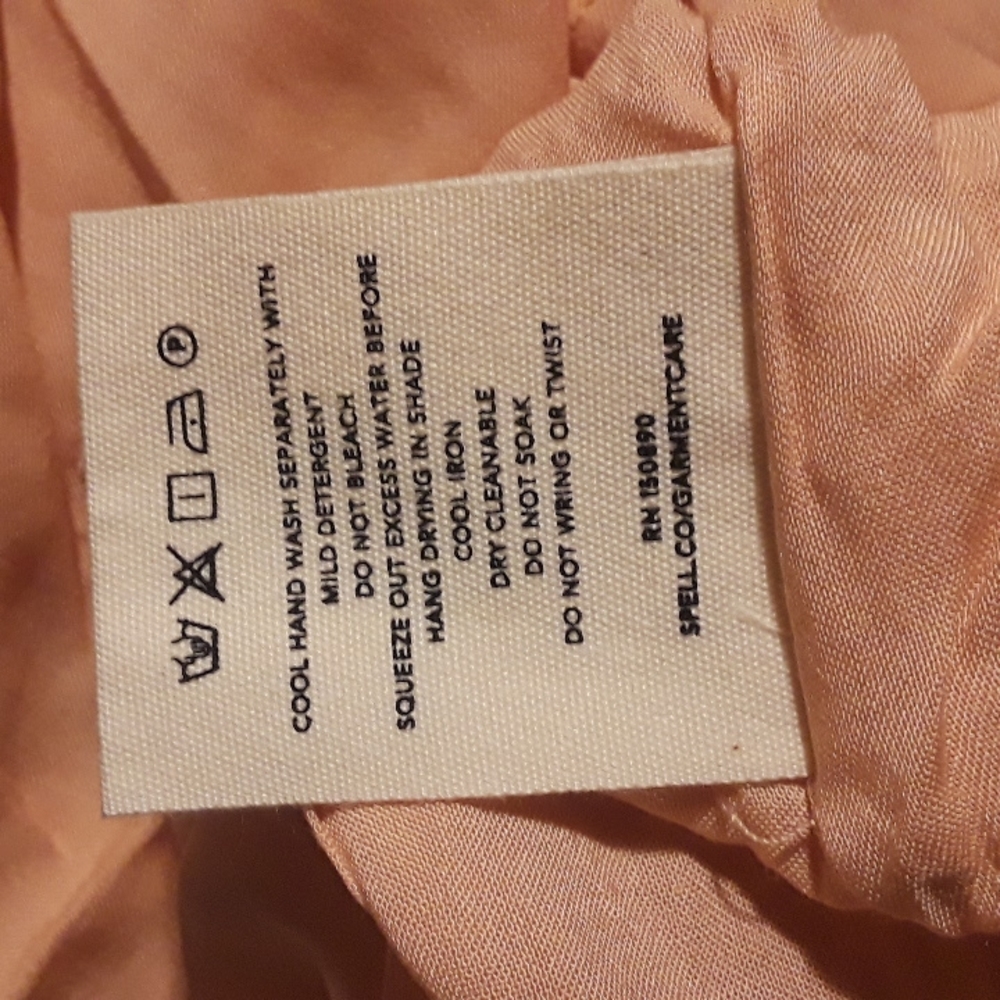 COOL HAND WASH SEPARATELY WITH
MILD DETERGENT
DO NOT BLEACH
SQUEEZE OUT EXCESS WATER BEFORE
HANG DRYING IN SHADE
COOL IRON
DRY CLEANABLE
DO NOT SOAK
DO NOT WRING OR TWIST
RN 150890
SPELL.CO/GARMENTCARE